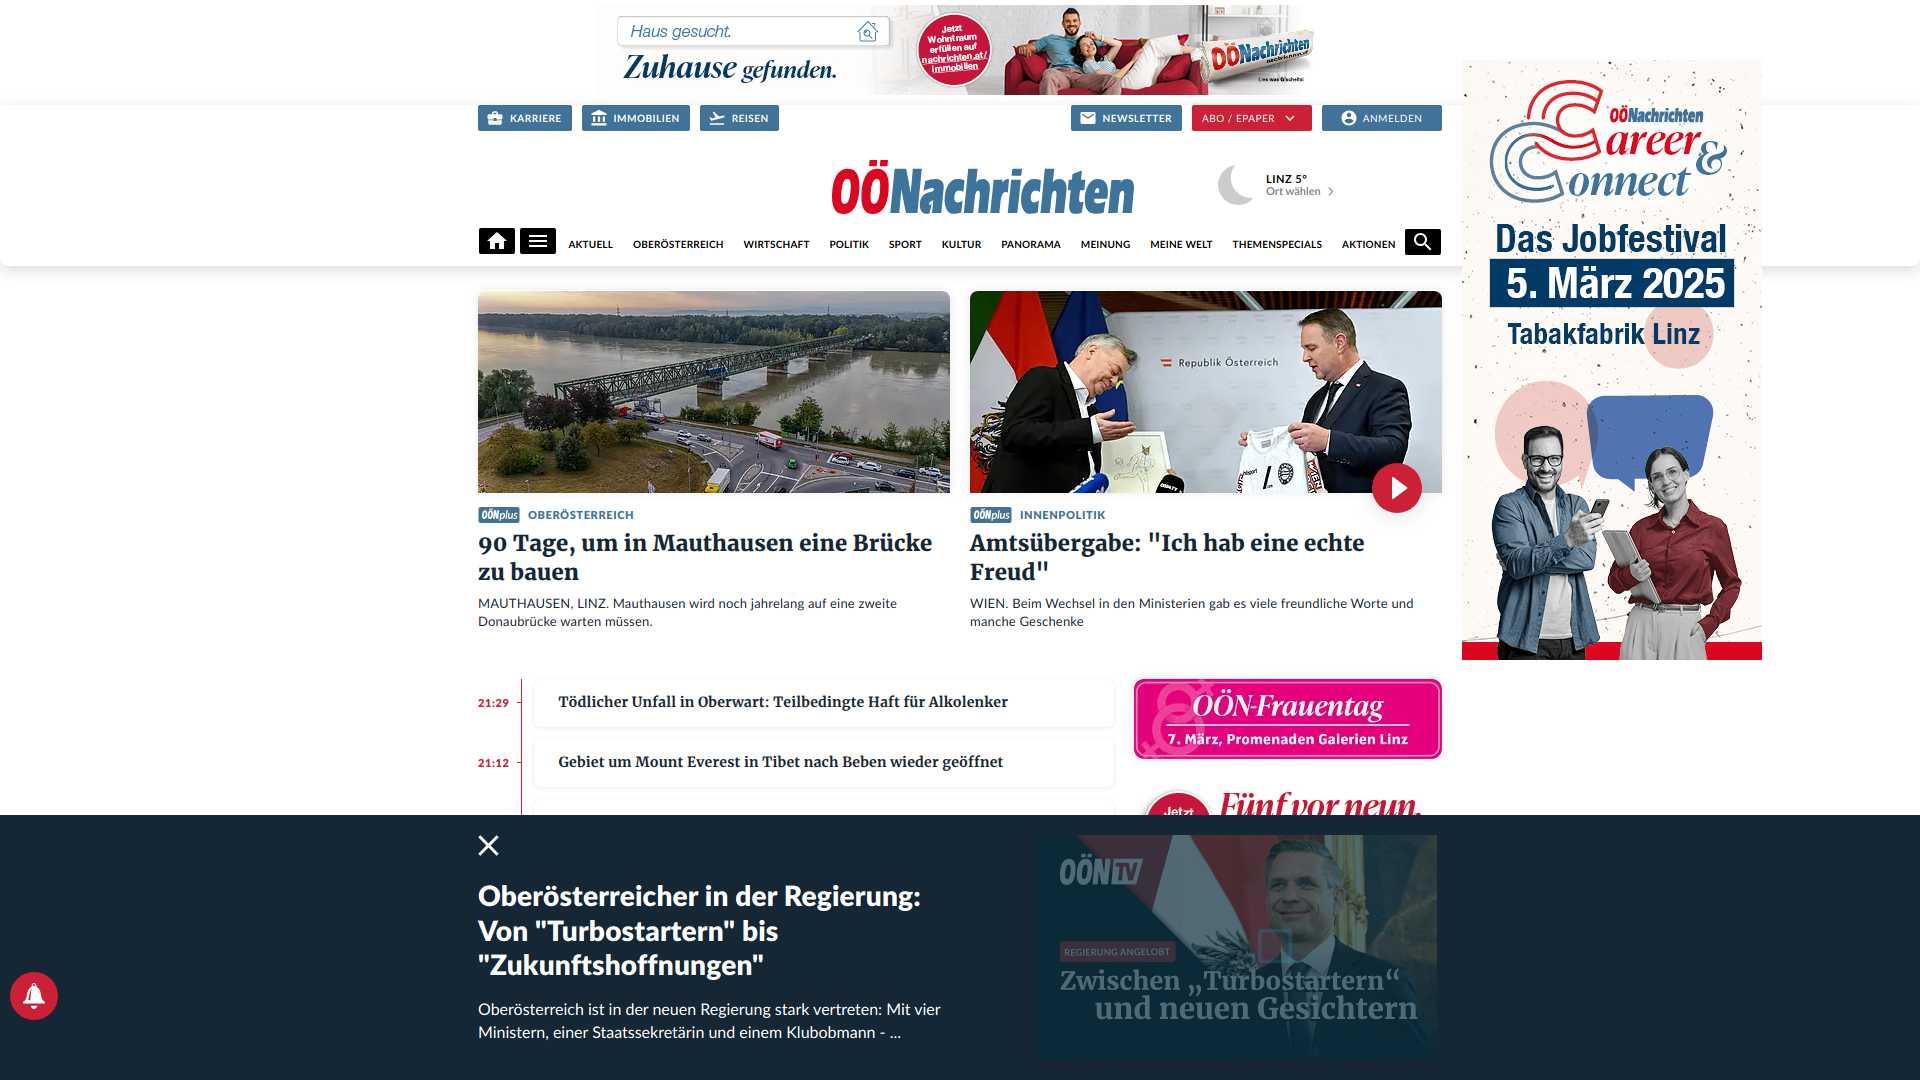 Haus gesucht.
Zuhause gefunden.
Jetzt
Wohntraum
erfüllen auf
nachrichten.at/
immobilien
OÖNachrichten
Lies was G'scheits!
KARRIERE
IMMOBILIEN
REISEN
NEWSLETTER
ABO / EPAPER
ANMELDEN
OÖNachrichten
LINZ 5°
Ort wählen
AKTUELL
OBERÖSTERREICH
WIRTSCHAFT
POLITIK
SPORT
KULTUR
PANORAMA
MEINUNG
MEINE WELT
THEMENSPECIALS
AKTIONEN
OÖNachrichten
Career &
Connect
Das Jobfestival
5. März 2025
Tabakfabrik Linz
Republik Österreich
OÖNplus OBERÖSTERREICH
90 Tage, um in Mauthausen eine Brücke
zu bauen
MAUTHAUSEN, LINZ. Mauthausen wird noch jahrelang auf eine zweite
Donaubrücke warten müssen.
OÖNplus INNENPOLITIK
Amtsübergabe: "Ich hab eine echte
Freud"
WIEN. Beim Wechsel in den Ministerien gab es viele freundliche Worte und
manche Geschenke
21:29 Tödlicher Unfall in Oberwart: Teilbedingte Haft für Alkolenker
21:12 Gebiet um Mount Everest in Tibet nach Beben wieder geöffnet
OÖN-Frauentag
7. März, Promenaden Galerien Linz
Jetzt
Fünf vor neun.
Oberösterreicher in der Regierung:
Von "Turbostartern" bis
"Zukunftshoffnungen"
Oberösterreich ist in der neuen Regierung stark vertreten: Mit vier
Ministern, einer Staatssekretärin und einem Klubobmann - ...
OÖN TV
REGIERUNG ANGELOBT
Zwischen „Turbostartern“
und neuen Gesichtern